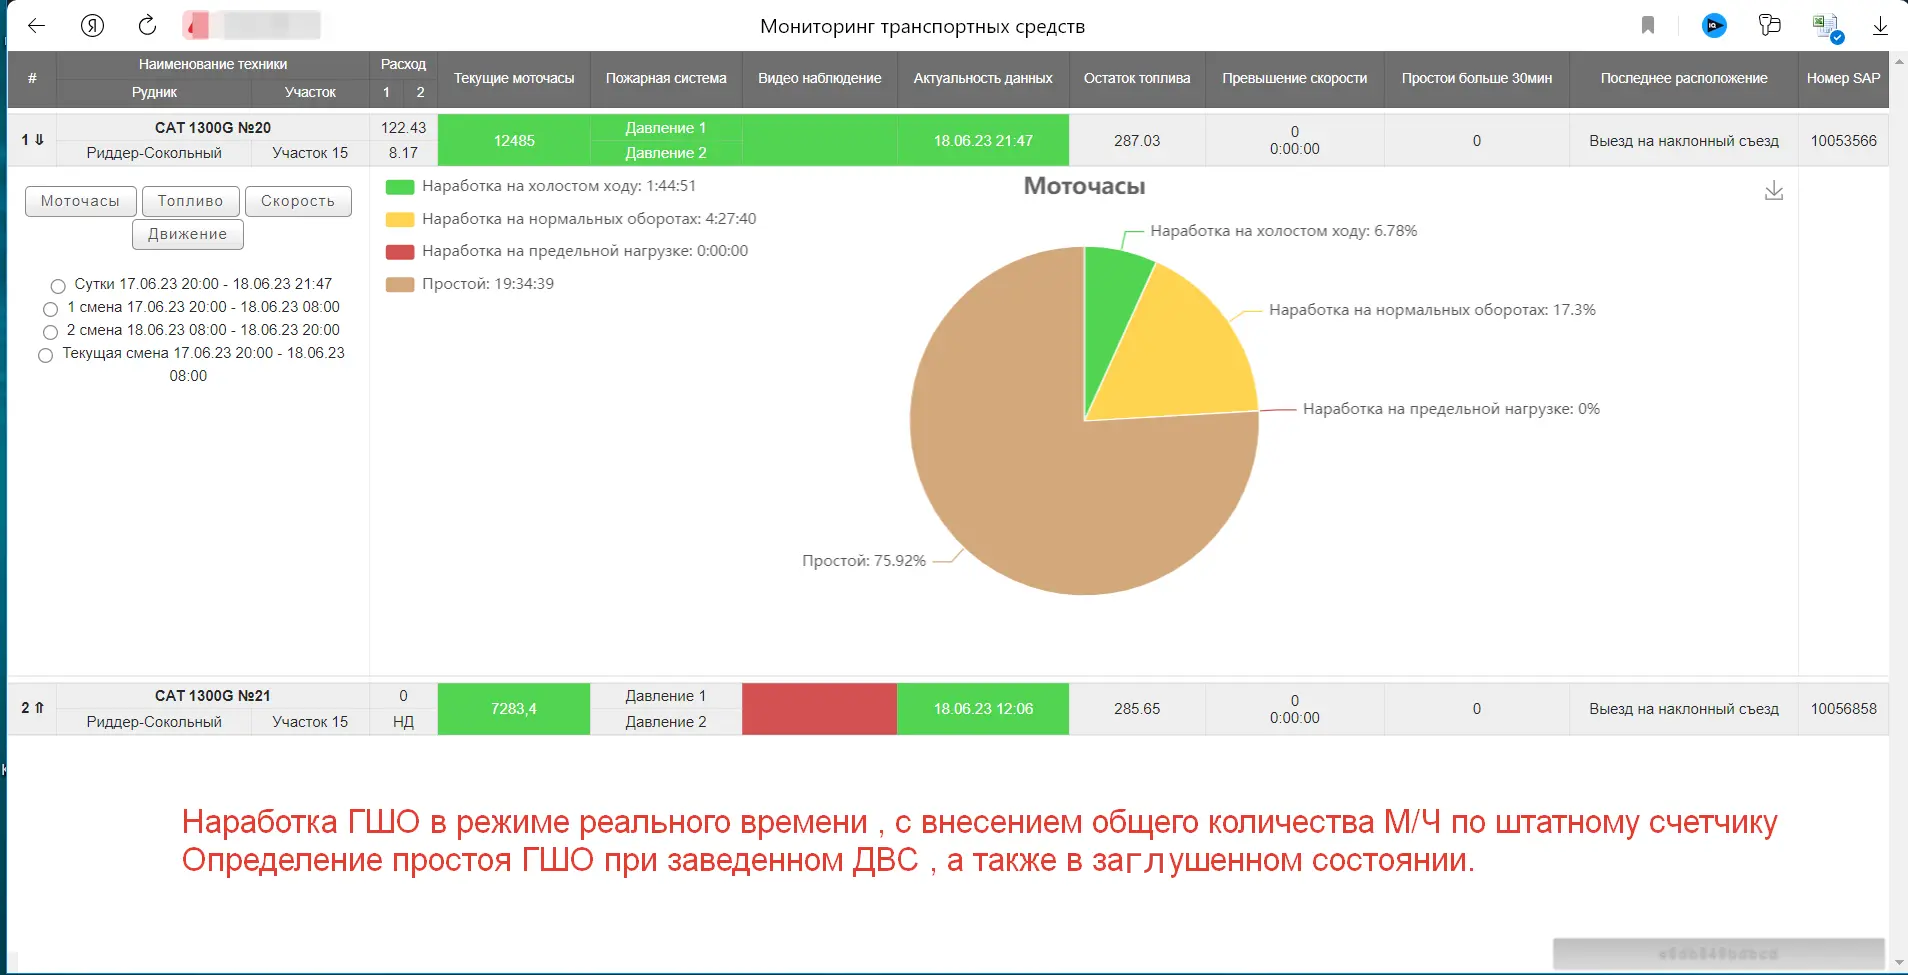 Мониторинг транспортных средств
# Наименование техники Расход Текущие моточасы Пожарная система Видео наблюдение Актуальность данных Остаток топлива Превышение скорости Простои больше 30мин Последнее расположение Номер SAP
Рудник Участок 1 2
1 ⇓ CAT 1300G №20 122.43 12485 Давление 1 18.06.23 21:47 287.03 0 0 Выезд на наклонный съезд 10053566
Риддер-Сокольный Участок 15 8.17 Давление 2 0:00:00
Моточасы Топливо Скорость
Движение
Сутки 17.06.23 20:00 - 18.06.23 21:47
1 смена 17.06.23 20:00 - 18.06.23 08:00
2 смена 18.06.23 08:00 - 18.06.23 20:00
Текущая смена 17.06.23 20:00 - 18.06.23
08:00
Наработка на холостом ходу: 1:44:51
Наработка на нормальных оборотах: 4:27:40
Наработка на предельной нагрузке: 0:00:00
Простой: 19:34:39
Моточасы
Наработка на холостом ходу: 6.78%
Наработка на нормальных оборотах: 17.3%
Наработка на предельной нагрузке: 0%
Простой: 75.92%
2 ⇑ CAT 1300G №21 0 7283,4 Давление 1 18.06.23 12:06 285.65 0 0 Выезд на наклонный съезд 10056858
Риддер-Сокольный Участок 15 НД Давление 2 0:00:00
Наработка ГШО в режиме реального времени , с внесением общего количества М/Ч по штатному счетчику
Определение простоя ГШО при заведенном ДВС , а также в заглушенном состоянии.